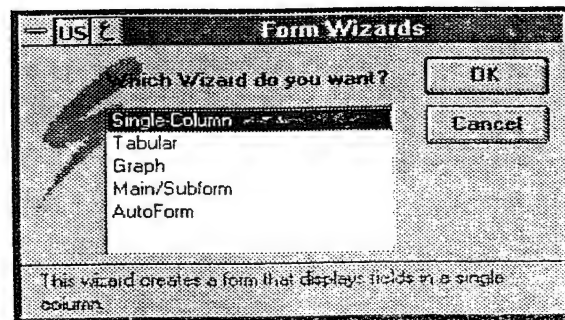 US ع Form Wizards
Which Wizard do you want?
OK
Single-Column
Cancel
Tabular
Graph
Main/Subform
AutoForm
This wizard creates a form that displays fields in a single
column.